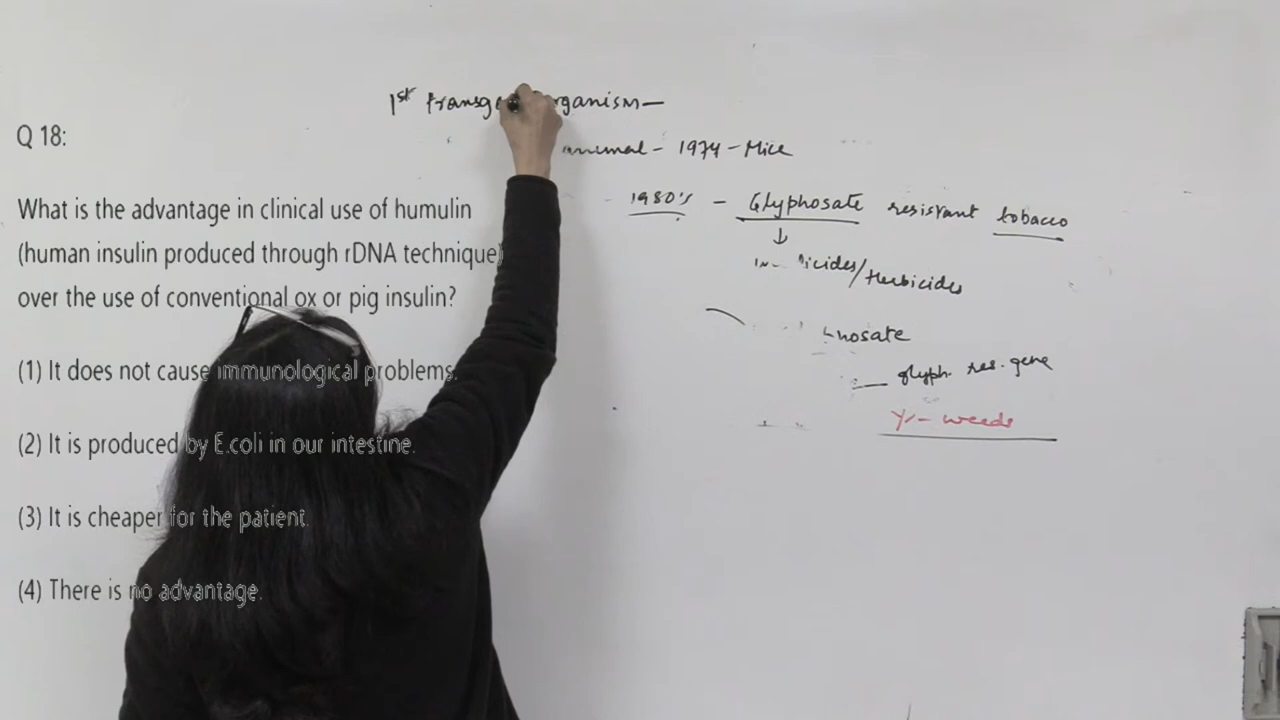 1st organism—
1974 - Mice
Q 18:
1980's - Glyphosate resistant tobacco
What is the advantage in clinical use of humulin
(human insulin produced through rDNA technique)
over the use of conventional ox or pig insulin?
Herbicides
glyph. res. gene
(1) It does not cause immunological problems.
weeds
(2) It is produced by E.coli in our intestine.
(3) It is cheaper for the patient.
(4) There is no advantage.